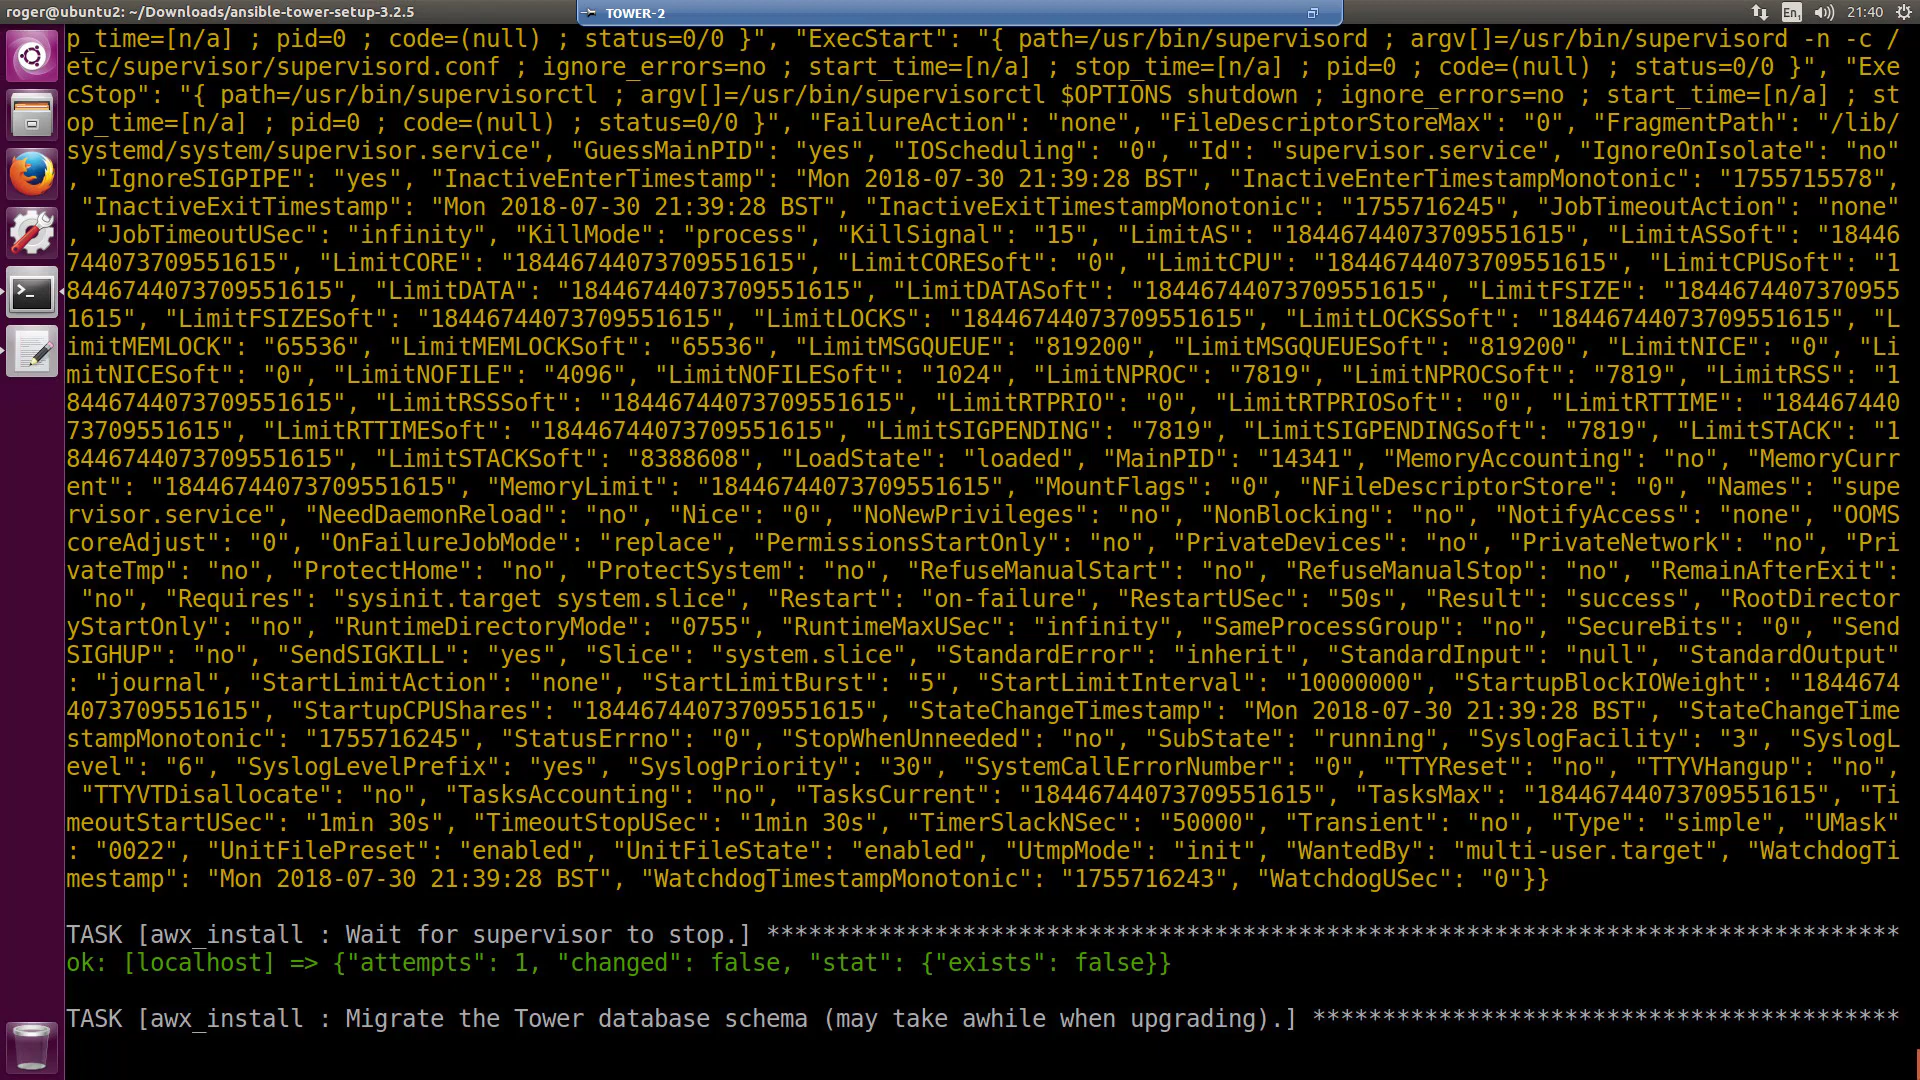 roger@ubuntu2: ~/Downloads/ansible-tower-setup-3.2.5
TOWER-2
En
21:40
p_time=[n/a] ; pid=0 ; code=(null) ; status=0/0 }", "ExecStart": "{ path=/usr/bin/supervisord ; argv[]=/usr/bin/supervisord -n -c /
etc/supervisor/supervisord.conf ; ignore_errors=no ; start_time=[n/a] ; stop_time=[n/a] ; pid=0 ; code=(null) ; status=0/0 }", "Exe
cStop": "{ path=/usr/bin/supervisorctl ; argv[]=/usr/bin/supervisorctl $OPTIONS shutdown ; ignore_errors=no ; start_time=[n/a] ; st
op_time=[n/a] ; pid=0 ; code=(null) ; status=0/0 }", "FailureAction": "none", "FileDescriptorStoreMax": "0", "FragmentPath": "/lib/
systemd/system/supervisor.service", "GuessMainPID": "yes", "IOScheduling": "0", "Id": "supervisor.service", "IgnoreOnIsolate": "no"
, "IgnoreSIGPIPE": "yes", "InactiveEnterTimestamp": "Mon 2018-07-30 21:39:28 BST", "InactiveEnterTimestampMonotonic": "1755715578",
"InactiveExitTimestamp": "Mon 2018-07-30 21:39:28 BST", "InactiveExitTimestampMonotonic": "1755716245", "JobTimeoutAction": "none"
, "JobTimeoutUSec": "infinity", "KillMode": "process", "KillSignal": "15", "LimitAS": "18446744073709551615", "LimitASSoft": "18446
744073709551615", "LimitCORE": "18446744073709551615", "LimitCORESoft": "0", "LimitCPU": "18446744073709551615", "LimitCPUSoft": "1
8446744073709551615", "LimitDATA": "18446744073709551615", "LimitDATASoft": "18446744073709551615", "LimitFSIZE": "1844674407370955
1615", "LimitFSIZESoft": "18446744073709551615", "LimitLOCKS": "18446744073709551615", "LimitLOCKSSoft": "18446744073709551615", "L
imitMEMLOCK": "65536", "LimitMEMLOCKSoft": "65536", "LimitMSGQUEUE": "819200", "LimitMSGQUEUESoft": "819200", "LimitNICE": "0", "Li
mitNICESoft": "0", "LimitNOFILE": "4096", "LimitNOFILESoft": "1024", "LimitNPROC": "7819", "LimitNPROCSoft": "7819", "LimitRSS": "1
8446744073709551615", "LimitRSSSoft": "18446744073709551615", "LimitRTPRIO": "0", "LimitRTPRIOSoft": "0", "LimitRTTIME": "184467440
73709551615", "LimitRTTIMESoft": "18446744073709551615", "LimitSIGPENDING": "7819", "LimitSIGPENDINGSoft": "7819", "LimitSTACK": "1
8446744073709551615", "LimitSTACKSoft": "8388608", "LoadState": "loaded", "MainPID": "14341", "MemoryAccounting": "no", "MemoryCurr
ent": "18446744073709551615", "MemoryLimit": "18446744073709551615", "MountFlags": "0", "NFileDescriptorStore": "0", "Names": "supe
rvisor.service", "NeedDaemonReload": "no", "Nice": "0", "NoNewPrivileges": "no", "NonBlocking": "no", "NotifyAccess": "none", "OOMS
coreAdjust": "0", "OnFailureJobMode": "replace", "PermissionsStartOnly": "no", "PrivateDevices": "no", "PrivateNetwork": "no", "Pri
vateTmp": "no", "ProtectHome": "no", "ProtectSystem": "no", "RefuseManualStart": "no", "RefuseManualStop": "no", "RemainAfterExit":
"no", "Requires": "sysinit.target system.slice", "Restart": "on-failure", "RestartUSec": "50s", "Result": "success", "RootDirector
yStartOnly": "no", "RuntimeDirectoryMode": "0755", "RuntimeMaxUSec": "infinity", "SameProcessGroup": "no", "SecureBits": "0", "Send
SIGHUP": "no", "SendSIGKILL": "yes", "Slice": "system.slice", "StandardError": "inherit", "StandardInput": "null", "StandardOutput"
: "journal", "StartLimitAction": "none", "StartLimitBurst": "5", "StartLimitInterval": "10000000", "StartupBlockIOWeight": "1844674
4073709551615", "StartupCPUShares": "18446744073709551615", "StateChangeTimestamp": "Mon 2018-07-30 21:39:28 BST", "StateChangeTime
stampMonotonic": "1755716245", "StatusErrno": "0", "StopWhenUnneeded": "no", "SubState": "running", "SyslogFacility": "3", "SyslogL
evel": "6", "SyslogLevelPrefix": "yes", "SyslogPriority": "30", "SystemCallErrorNumber": "0", "TTYReset": "no", "TTYVHangup": "no",
"TTYVTDisallocate": "no", "TasksAccounting": "no", "TasksCurrent": "18446744073709551615", "TasksMax": "18446744073709551615", "Ti
meoutStartUSec": "1min 30s", "TimeoutStopUSec": "1min 30s", "TimerSlackNSec": "50000", "Transient": "no", "Type": "simple", "UMask"
: "0022", "UnitFilePreset": "enabled", "UnitFileState": "enabled", "UtmpMode": "init", "WantedBy": "multi-user.target", "WatchdogTi
mestamp": "Mon 2018-07-30 21:39:28 BST", "WatchdogTimestampMonotonic": "1755716243", "WatchdogUSec": "0"}}
TASK [awx_install : Wait for supervisor to stop.] *********************************************************************************
ok: [localhost] => {"attempts": 1, "changed": false, "stat": {"exists": false}}
TASK [awx_install : Migrate the Tower database schema (may take awhile when upgrading).] ******************************************